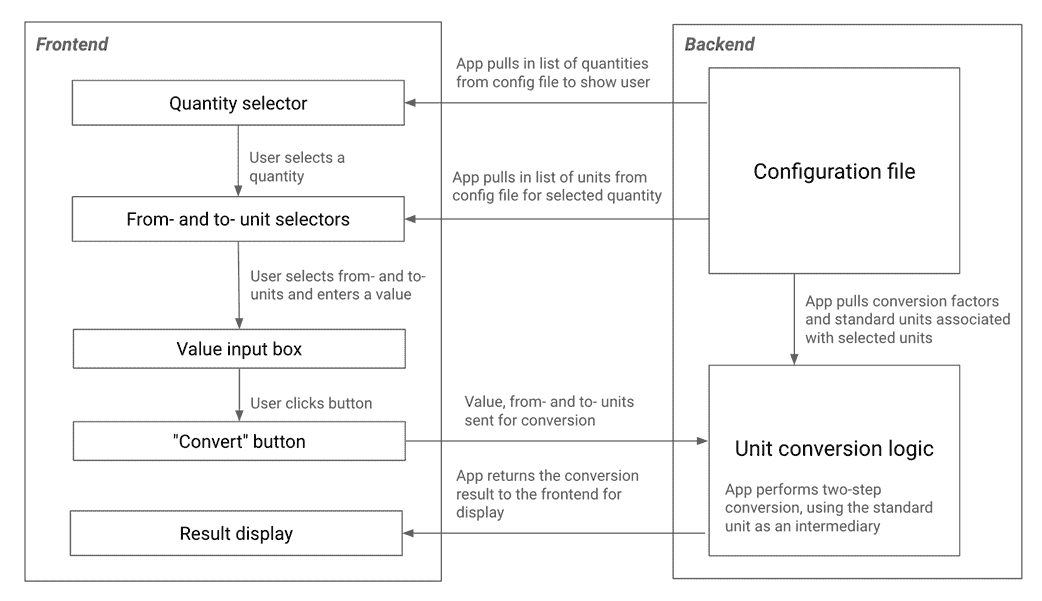 Frontend
Quantity selector
User selects a
quantity
From- and to- unit selectors
User selects from- and to-
units and enters a value
Value input box
User clicks button
"Convert" button
Result display
App pulls in list of quantities
from config file to show user
App pulls in list of units from
config file for selected quantity
Value, from- and to- units
sent for conversion
App returns the conversion
result to the frontend for
display
Backend
Configuration file
App pulls conversion factors
and standard units associated
with selected units
Unit conversion logic
App performs two-step
conversion, using the standard
unit as an intermediary